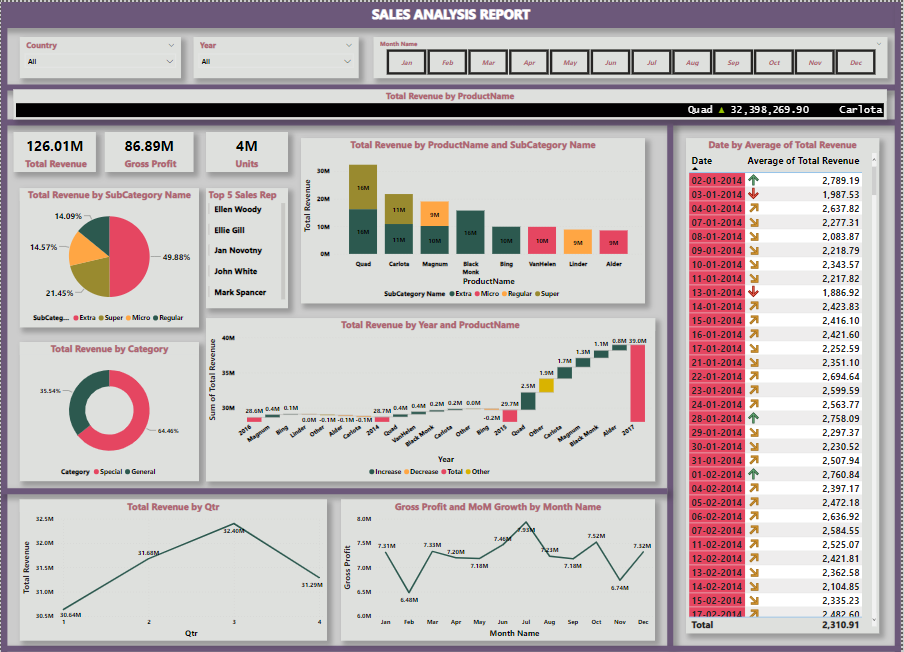 SALES ANALYSIS REPORT
Country
All
Year
All
Month Name
Jan Feb Mar Apr May Jun Jul Aug Sep Oct Nov Dec
Total Revenue by ProductName
Quad ▲ 32,398,269.90 Carlota
126.01M
Total Revenue
86.89M
Gross Profit
4M
Units
Total Revenue by SubCategory Name
14.09%
14.57%
49.88%
21.45%
SubCateg... Extra Super Micro Regular
Top 5 Sales Rep
Ellen Woody
Ellie Gill
Jan Novotny
John White
Mark Spancer
Total Revenue by ProductName and SubCategory Name
Total Revenue
30M
20M
10M
0M
16M 16M
11M 11M
9M 10M
16M
10M
10M
9M
9M
Quad Carlota Magnum Black Monk Bing VanHelen Linder Alder
ProductName
SubCategory Name Extra Micro Regular Super
Total Revenue by Category
35.54%
64.46%
Category Special General
Total Revenue by Year and ProductName
Sum of Total Revenue
40M
35M
30M
28.6M 0.4M 0.1M 0.0M -0.1M -0.1M -0.1M 28.7M 0.4M 0.4M 0.2M 0.2M 0.0M -0.2M 29.7M 2.5M 1.9M 1.7M 1.3M 1.1M 0.8M 39.0M
2016 Magnum Bing Linder Other Alder Carlota 2014 Quad VanHelen Black Monk Carlota Other Bing 2015 Quad Other Carlota Magnum Black Monk Alder 2017
Year
Increase Decrease Total Other
Total Revenue by Qtr
Total Revenue
32.5M
32.0M
31.5M
31.0M
30.5M
30.64M
31.68M
32.40M
31.29M
1 2 3 4
Qtr
Gross Profit and MoM Growth by Month Name
Gross Profit
8.0M
7.5M
7.0M
6.5M
6.0M
7.31M 6.48M 7.33M 7.20M 7.18M 7.46M 7.93M 7.23M 7.18M 7.52M 6.74M 7.32M
Jan Feb Mar Apr May Jun Jul Aug Sep Oct Nov Dec
Month Name
Date by Average of Total Revenue
Date Average of Total Revenue
02-01-2014 2,789.19
03-01-2014 1,987.53
04-01-2014 2,637.82
07-01-2014 2,277.31
08-01-2014 2,083.87
09-01-2014 2,218.79
10-01-2014 2,343.57
11-01-2014 2,217.82
13-01-2014 1,886.92
14-01-2014 2,423.83
15-01-2014 2,416.10
16-01-2014 2,421.60
17-01-2014 2,252.59
21-01-2014 2,351.10
22-01-2014 2,694.64
23-01-2014 2,599.59
24-01-2014 2,563.77
28-01-2014 2,758.09
29-01-2014 2,297.37
30-01-2014 2,230.52
31-01-2014 2,507.94
01-02-2014 2,760.84
04-02-2014 2,397.17
05-02-2014 2,472.18
06-02-2014 2,636.92
07-02-2014 2,584.55
11-02-2014 2,525.07
12-02-2014 2,421.81
13-02-2014 2,362.58
14-02-2014 2,104.85
15-02-2014 2,335.23
17-02-2014 2,482.60
Total 2,310.91